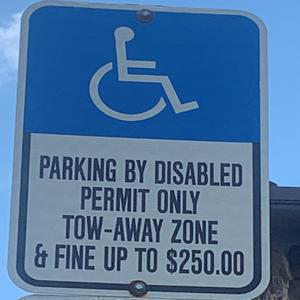 PARKING BY DISABLED
PERMIT ONLY
TOW-AWAY ZONE
& FINE UP TO $250.00